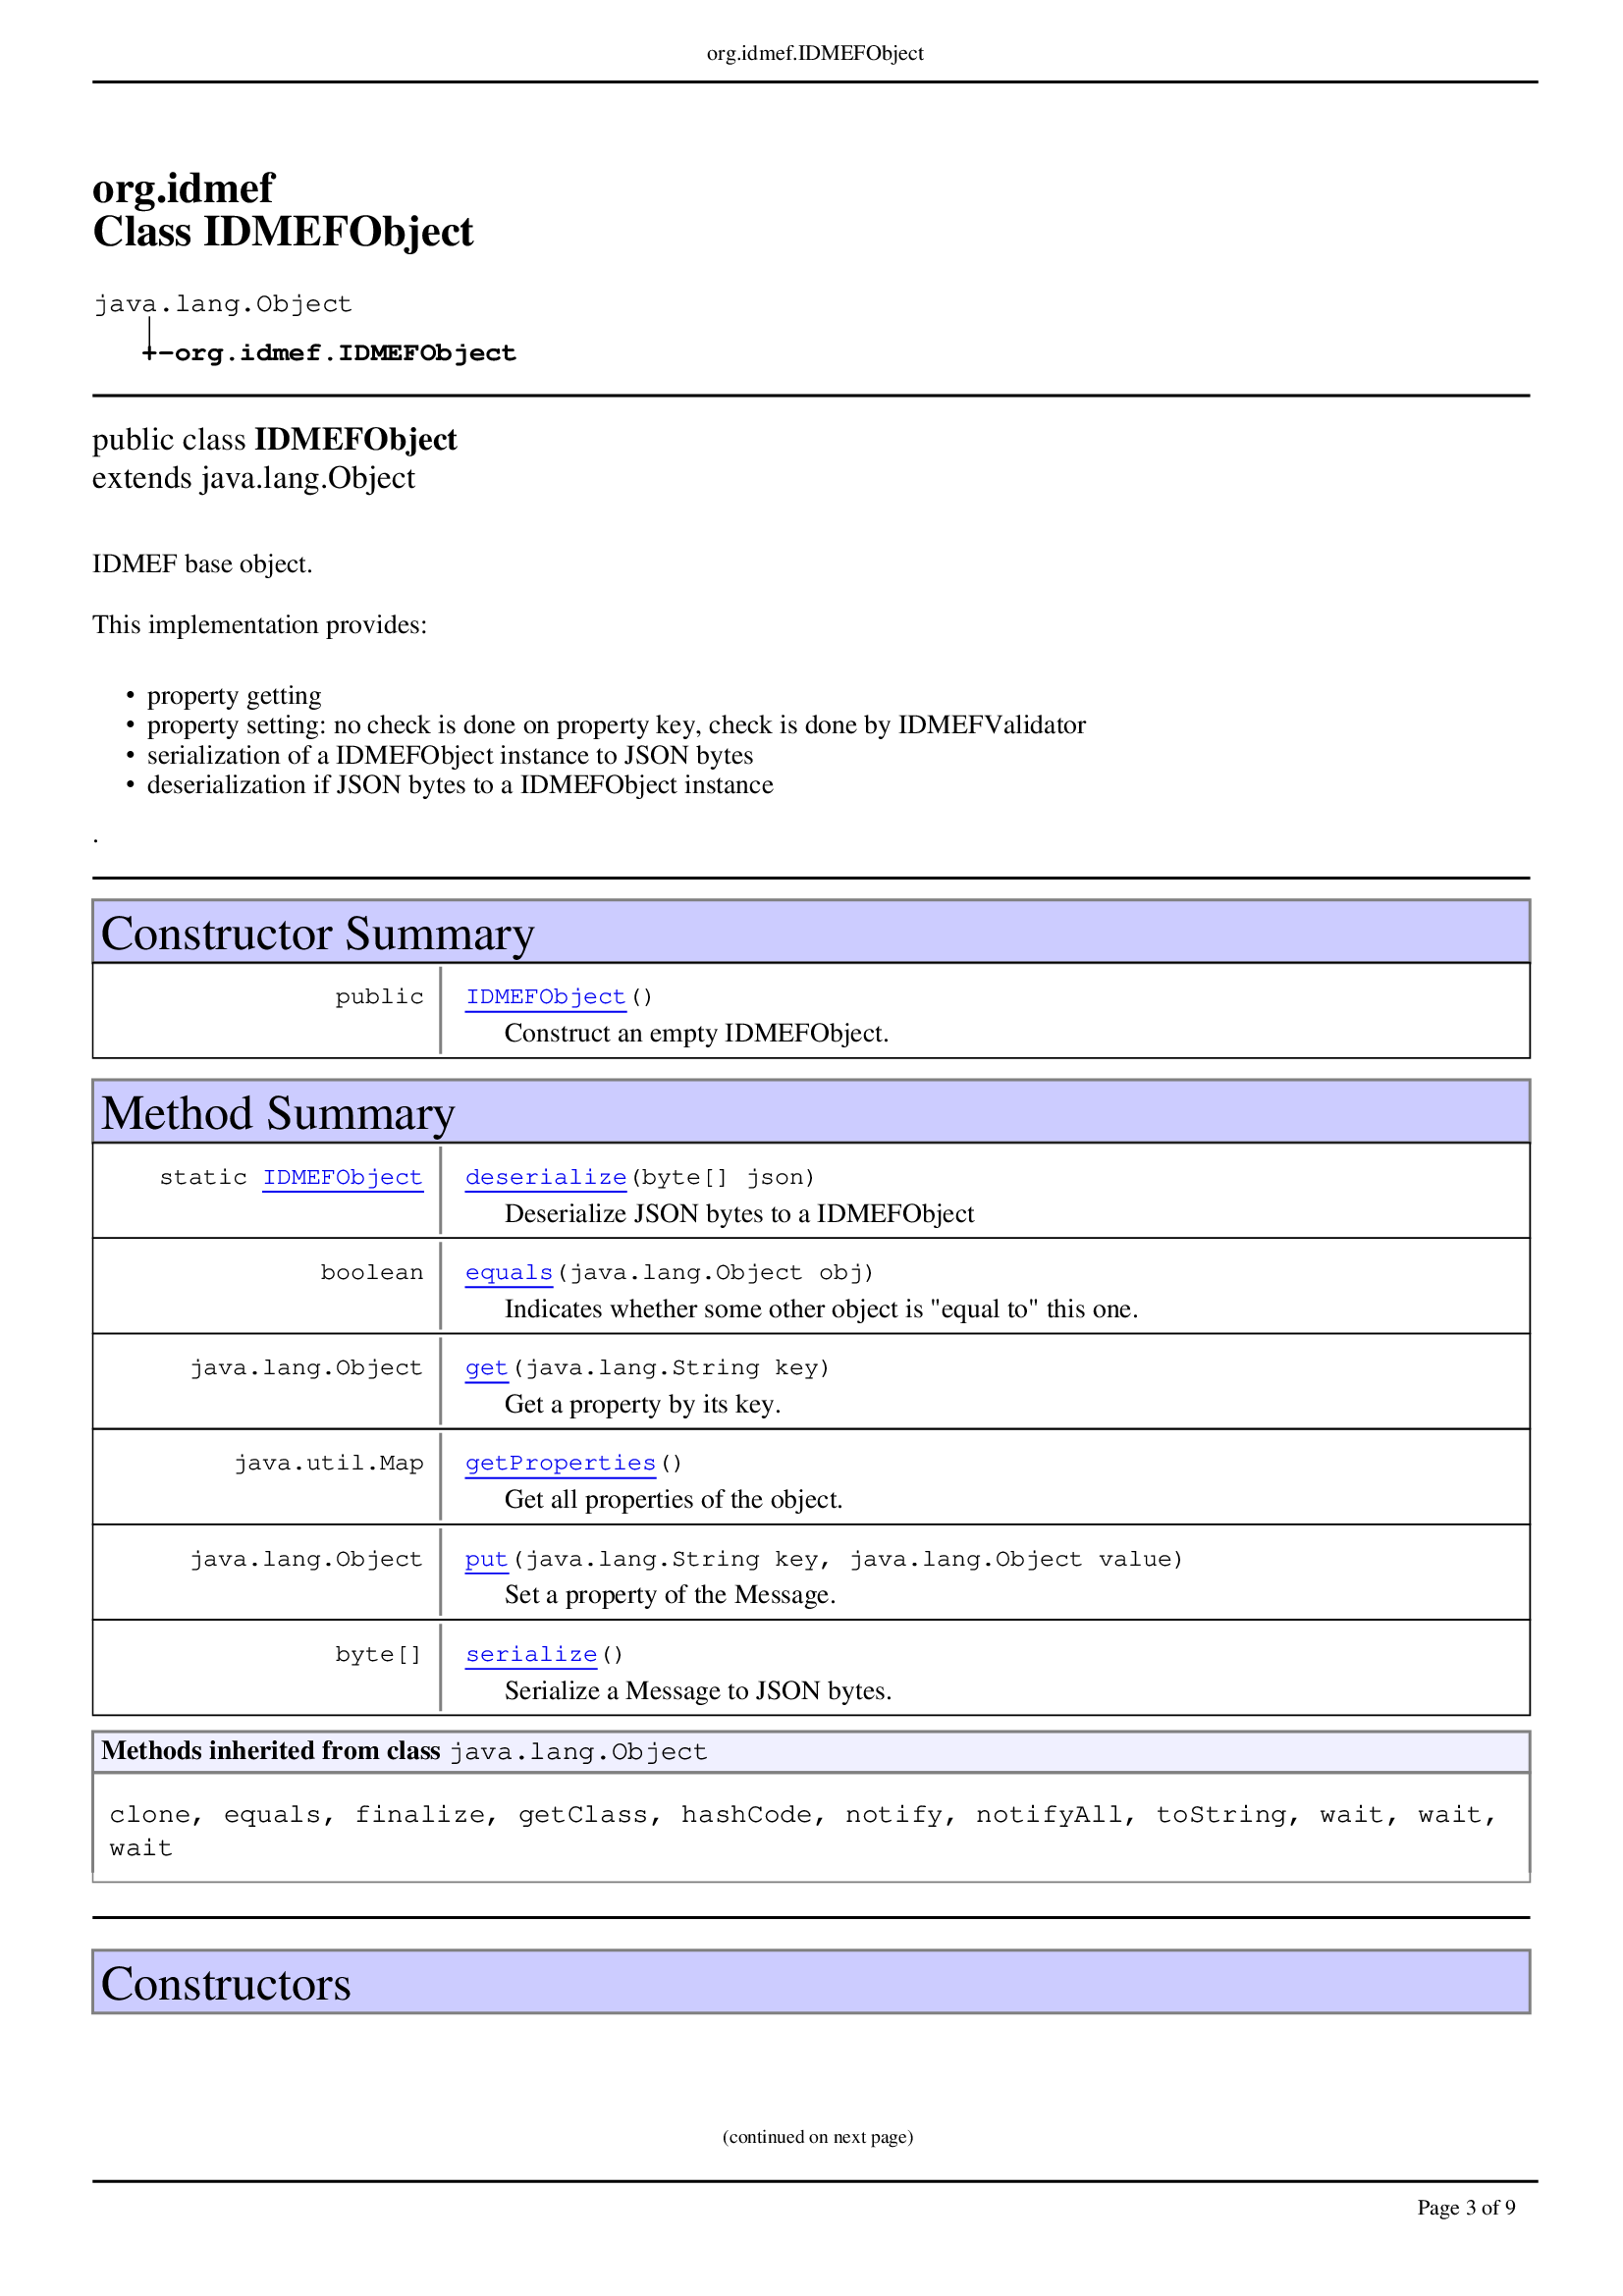 org.idmef.IDMEFObject
org.idmef
Class IDMEFObject
java.lang.Object
+-org.idmef.IDMEFObject
public class IDMEFObject
extends java.lang.Object
IDMEF base object.
This implementation provides:
• property getting
• property setting: no check is done on property key, check is done by IDMEFValidator
• serialization of a IDMEFObject instance to JSON bytes
• deserialization if JSON bytes to a IDMEFObject instance
.
Constructor Summary
public IDMEFObject()
Construct an empty IDMEFObject.
Method Summary
static IDMEFObject deserialize(byte[] json)
Deserialize JSON bytes to a IDMEFObject
boolean equals(java.lang.Object obj)
Indicates whether some other object is "equal to" this one.
java.lang.Object get(java.lang.String key)
Get a property by its key.
java.util.Map getProperties()
Get all properties of the object.
java.lang.Object put(java.lang.String key, java.lang.Object value)
Set a property of the Message.
byte[] serialize()
Serialize a Message to JSON bytes.
Methods inherited from class java.lang.Object
clone, equals, finalize, getClass, hashCode, notify, notifyAll, toString, wait, wait,
wait
Constructors
(continued on next page)
Page 3 of 9